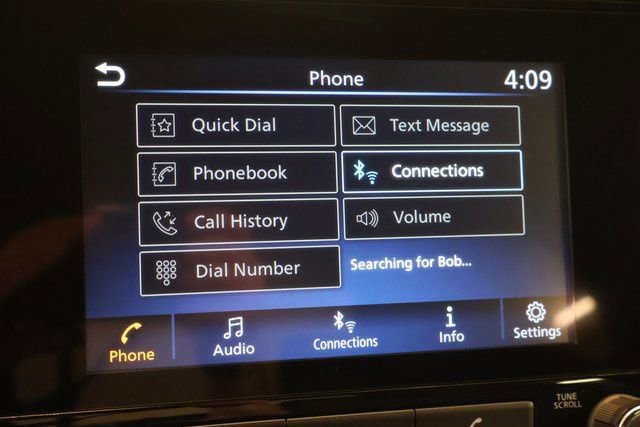 Phone 4:09
Quick Dial
Text Message
Phonebook
Connections
Call History
Volume
Dial Number
Searching for Bob...
Phone
Audio
Connections
Info
Settings
TUNE
SCROLL